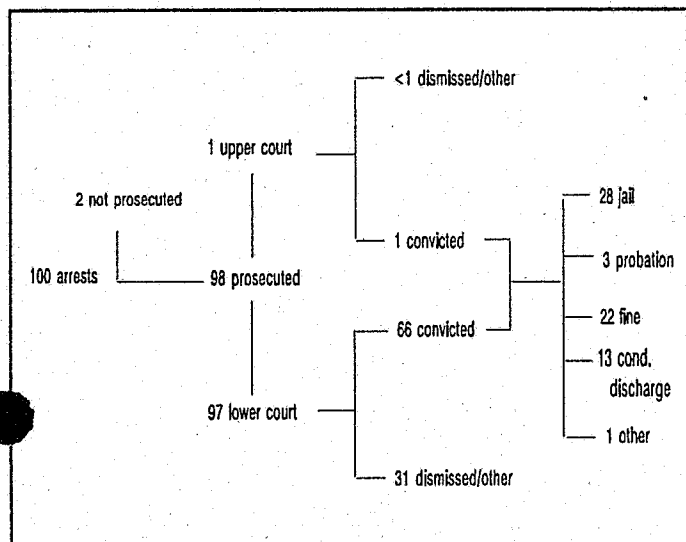 <1 dismissed/other
1 upper court
2 not prosecuted
28 jail
1 convicted
3 probation
100 arrests
98 prosecuted
66 convicted
22 fine
13 cond.
discharge
97 lower court
1 other
31 dismissed/other